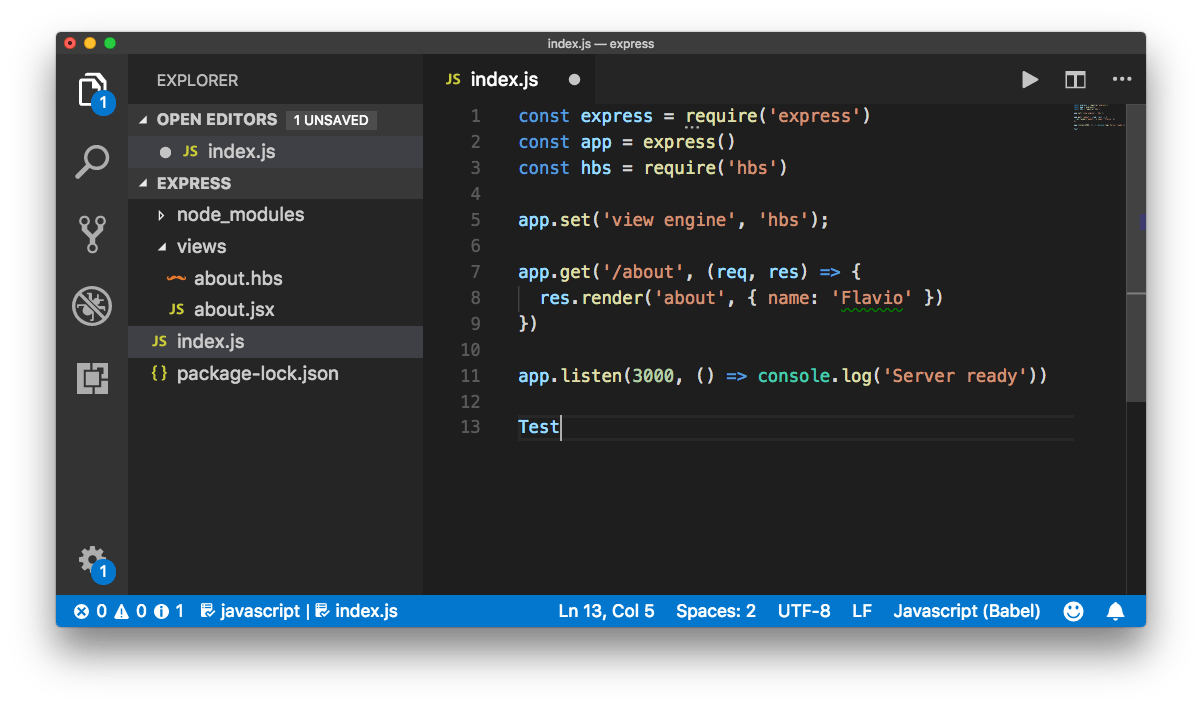 index.js — express
EXPLORER
OPEN EDITORS 1 UNSAVED
JS index.js
EXPRESS
node_modules
views
about.hbs
JS about.jsx
JS index.js
{} package-lock.json
1
1
JS index.js
1 const express = require('express')
2 const app = express()
3 const hbs = require('hbs')
4
5 app.set('view engine', 'hbs');
6
7 app.get('/about', (req, res) => {
8 res.render('about', { name: 'Flavio' })
9 })
10
11 app.listen(3000, () => console.log('Server ready'))
12
13 Test
0 0 1 javascript | index.js Ln 13, Col 5 Spaces: 2 UTF-8 LF Javascript (Babel)